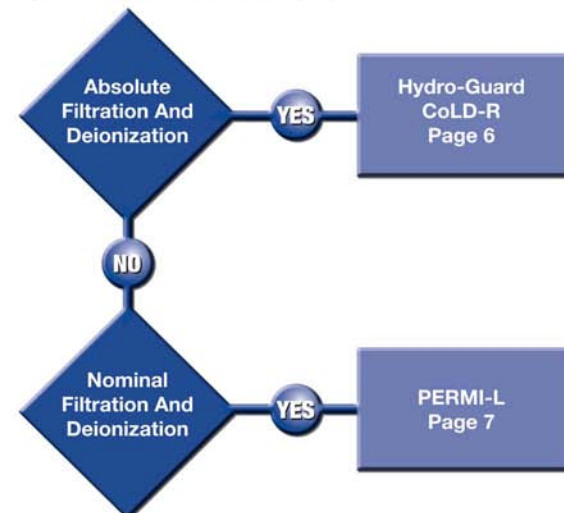 Absolute
Filtration And
Deionization
YES
Hydro-Guard
CoLD-R
Page 6
NO
Nominal
Filtration And
Deionization
YES
PERMI-L
Page 7